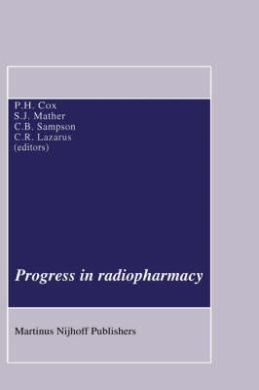 P.H. Cox
S.J. Mather
C.B. Sampson
C.R. Lazarus
(editors)
Progress in radiopharmacy
Martinus Nijhoff Publishers